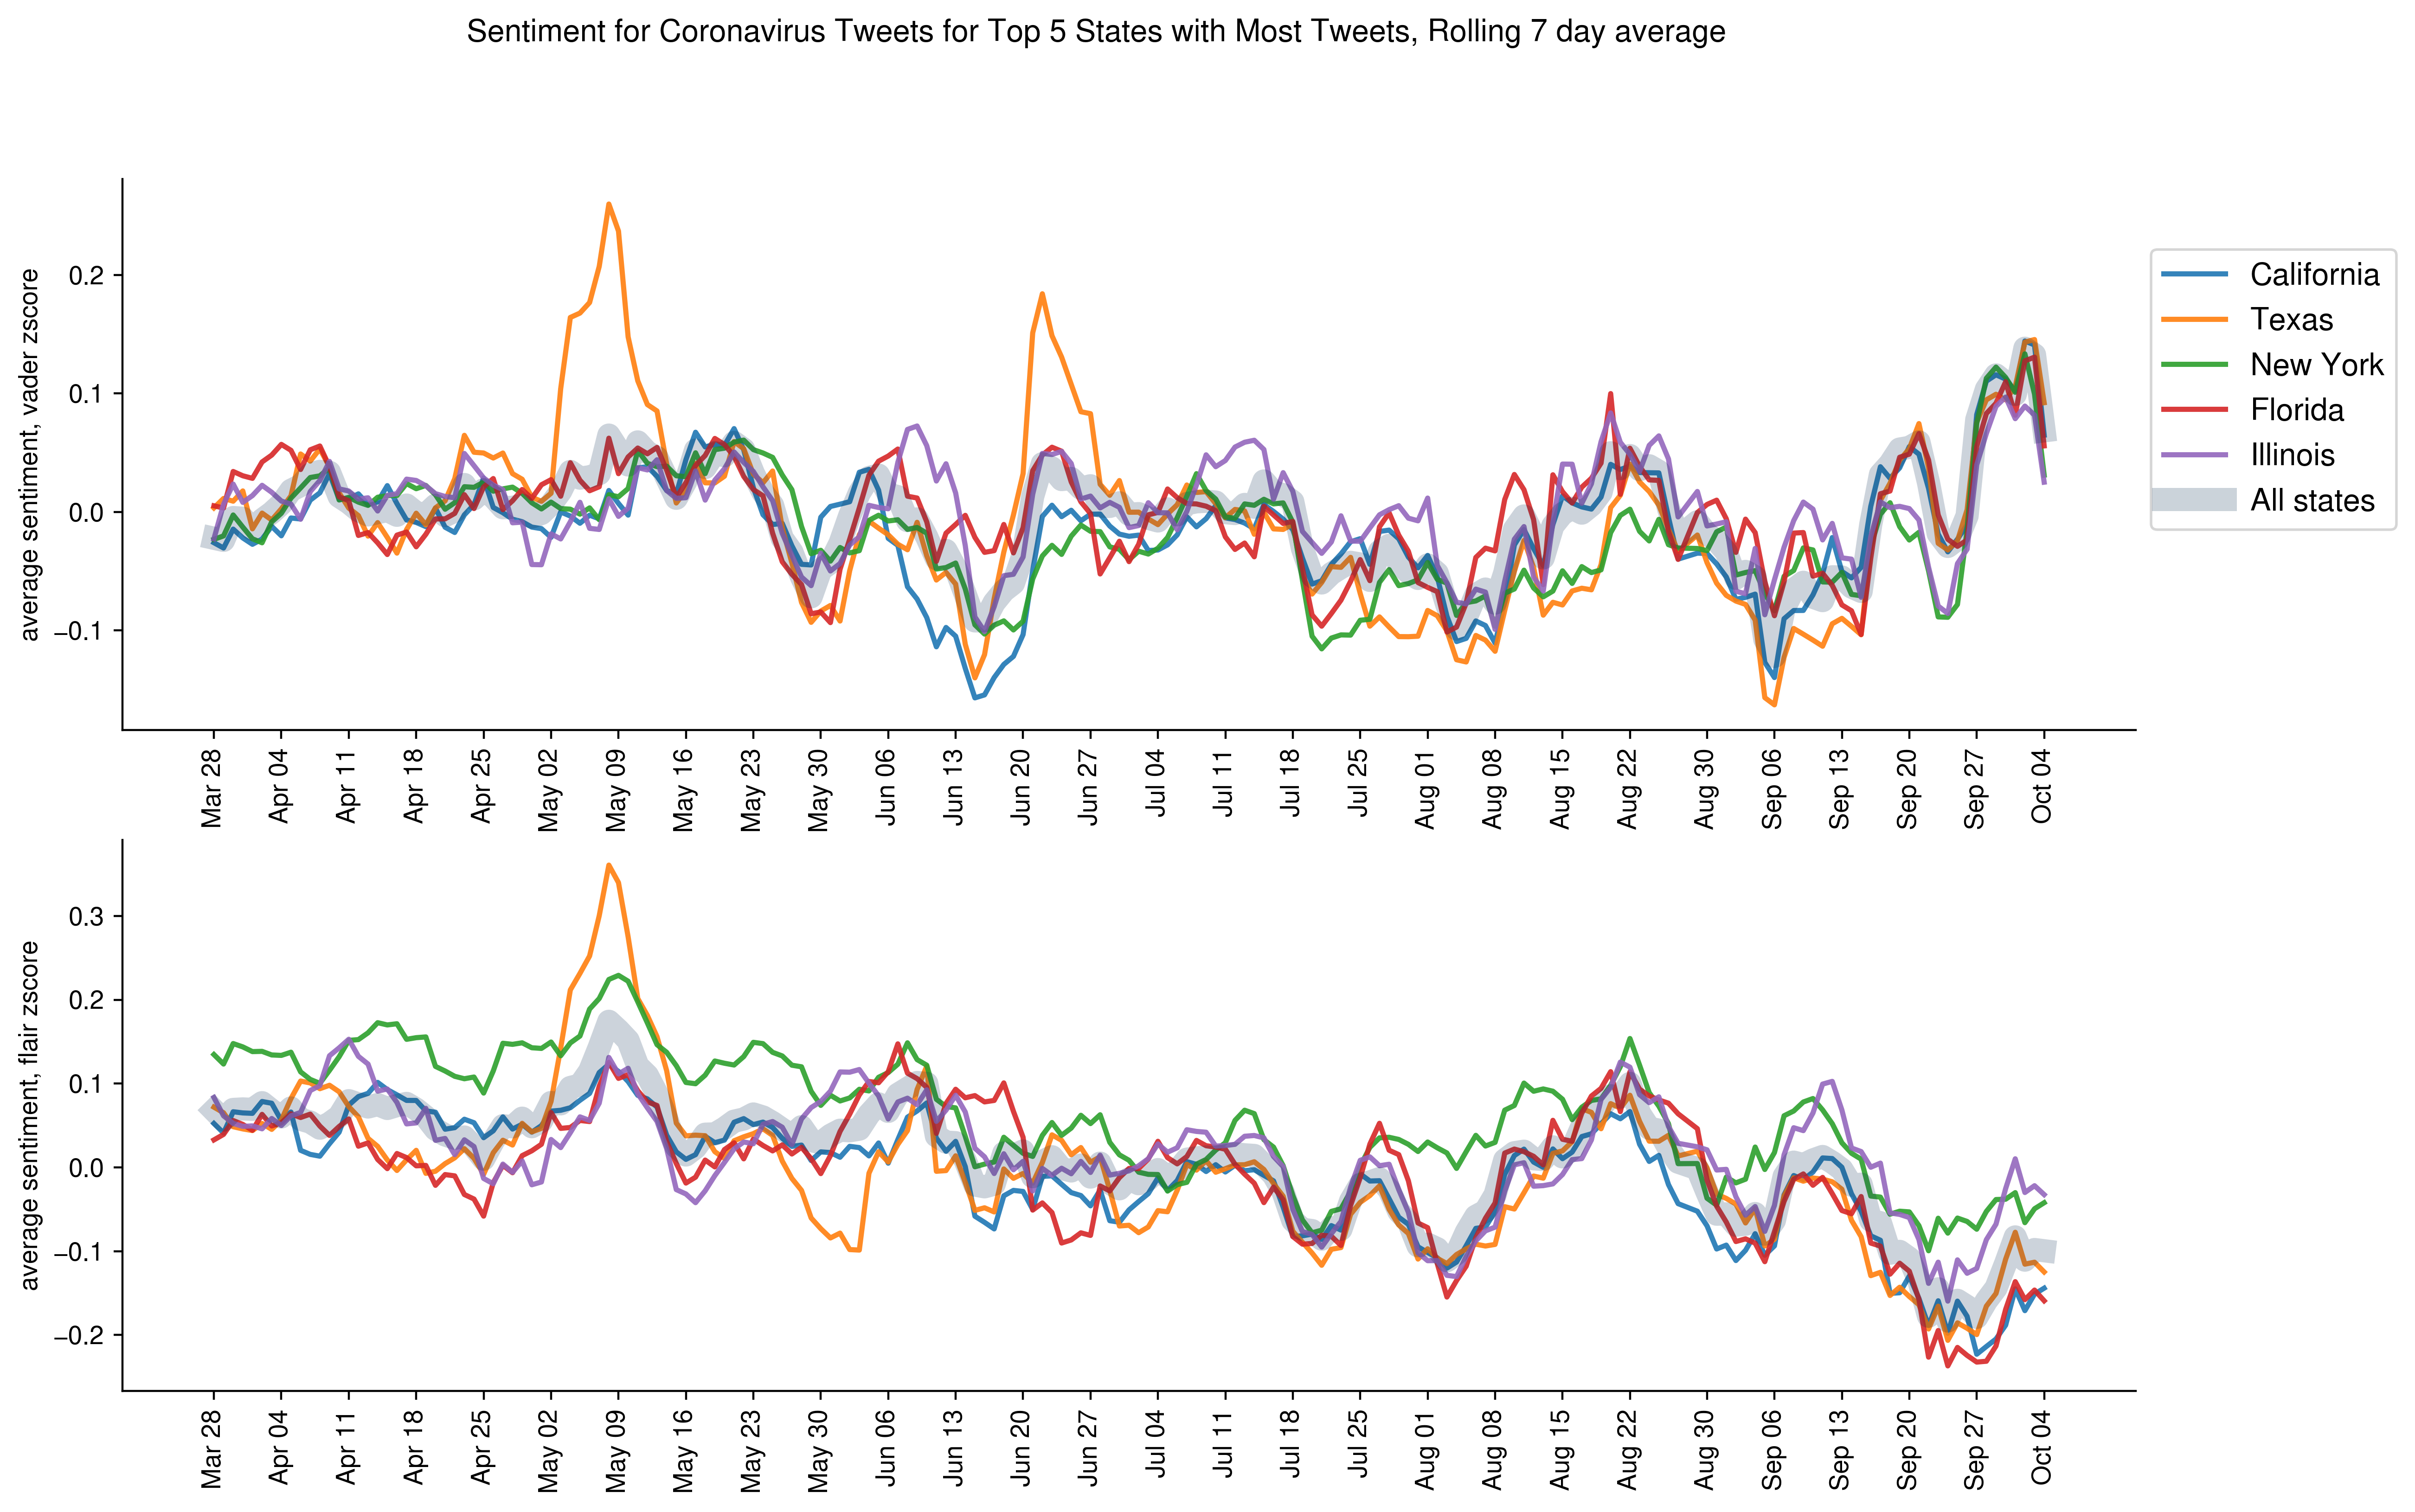 Sentiment for Coronavirus Tweets for Top 5 States with Most Tweets, Rolling 7 day average
average sentiment, vader zscore
0.2
0.1
0.0
−0.1
Mar 28
Apr 04
Apr 11
Apr 18
Apr 25
May 02
May 09
May 16
May 23
May 30
Jun 06
Jun 13
Jun 20
Jun 27
Jul 04
Jul 11
Jul 18
Jul 25
Aug 01
Aug 08
Aug 15
Aug 22
Aug 30
Sep 06
Sep 13
Sep 20
Sep 27
Oct 04
California
Texas
New York
Florida
Illinois
All states
average sentiment, flair zscore
0.3
0.2
0.1
0.0
−0.1
−0.2
Mar 28
Apr 04
Apr 11
Apr 18
Apr 25
May 02
May 09
May 16
May 23
May 30
Jun 06
Jun 13
Jun 20
Jun 27
Jul 04
Jul 11
Jul 18
Jul 25
Aug 01
Aug 08
Aug 15
Aug 22
Aug 30
Sep 06
Sep 13
Sep 20
Sep 27
Oct 04